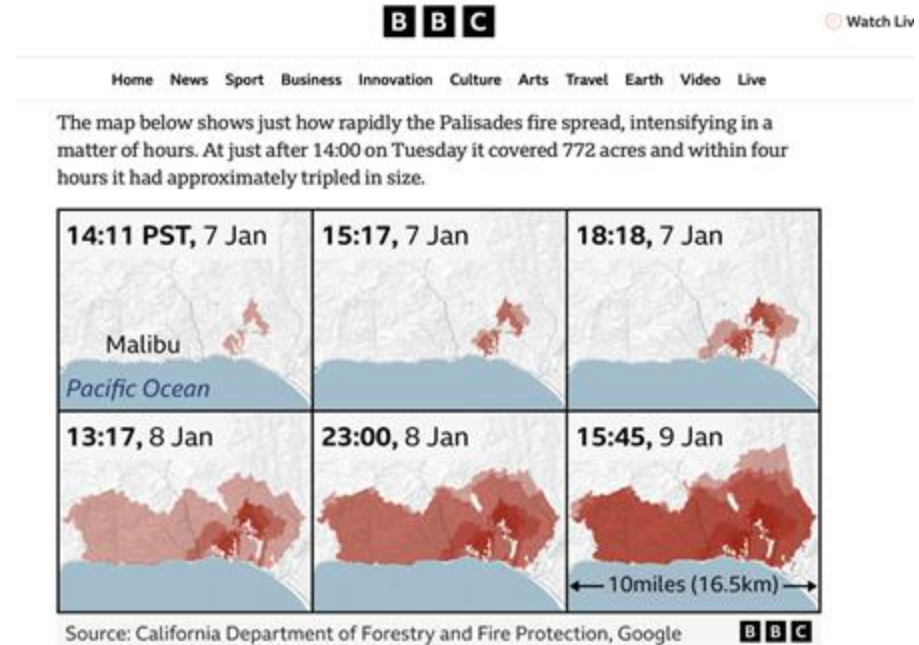 BBC
Watch Liv
Home News Sport Business Innovation Culture Arts Travel Earth Video Live
The map below shows just how rapidly the Palisades fire spread, intensifying in a
matter of hours. At just after 14:00 on Tuesday it covered 772 acres and within four
hours it had approximately tripled in size.
14:11 PST, 7 Jan
15:17, 7 Jan
18:18, 7 Jan
Malibu
Pacific Ocean
13:17, 8 Jan
23:00, 8 Jan
15:45, 9 Jan
10miles (16.5km)
Source: California Department of Forestry and Fire Protection, Google
BBC